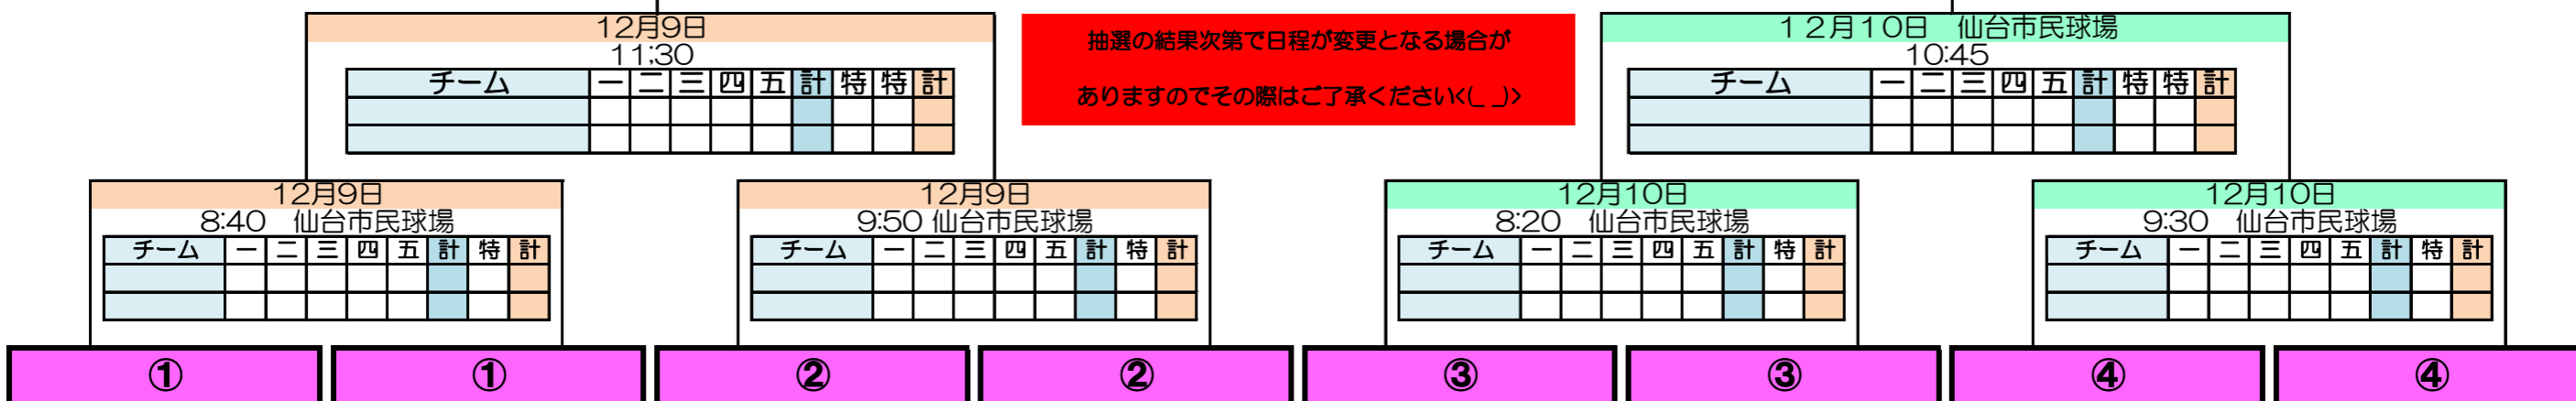 12月9日
11:30
チーム 一 二 三 四 五 計 特 特 計
抽選の結果次第で日程が変更となる場合が
ありますのでその際はご了承ください<(_ _)>
12月10日　仙台市民球場
10:45
チーム 一 二 三 四 五 計 特 特 計
12月9日
8:40　仙台市民球場
チーム 一 二 三 四 五 計 特 計
12月9日
9:50 仙台市民球場
チーム 一 二 三 四 五 計 特 計
12月10日
8:20　仙台市民球場
チーム 一 二 三 四 五 計 特 計
12月10日
9:30　仙台市民球場
チーム 一 二 三 四 五 計 特 計
① ① ② ② ③ ③ ④ ④